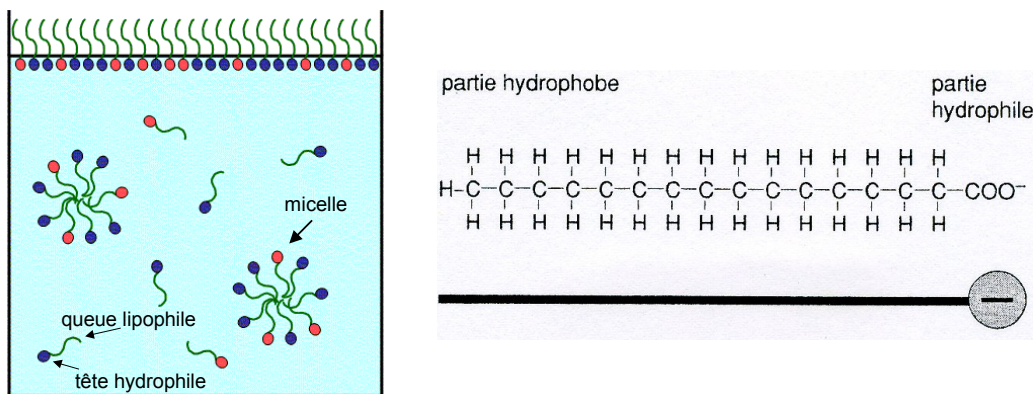 micelle
queue lipophile
tête hydrophile
partie hydrophobe
partie
hydrophile
H H H H H H H H H H H H H H H
H–C–C–C–C–C–C–C–C–C–C–C–C–C–C–C–COO⁻
H H H H H H H H H H H H H H H
–